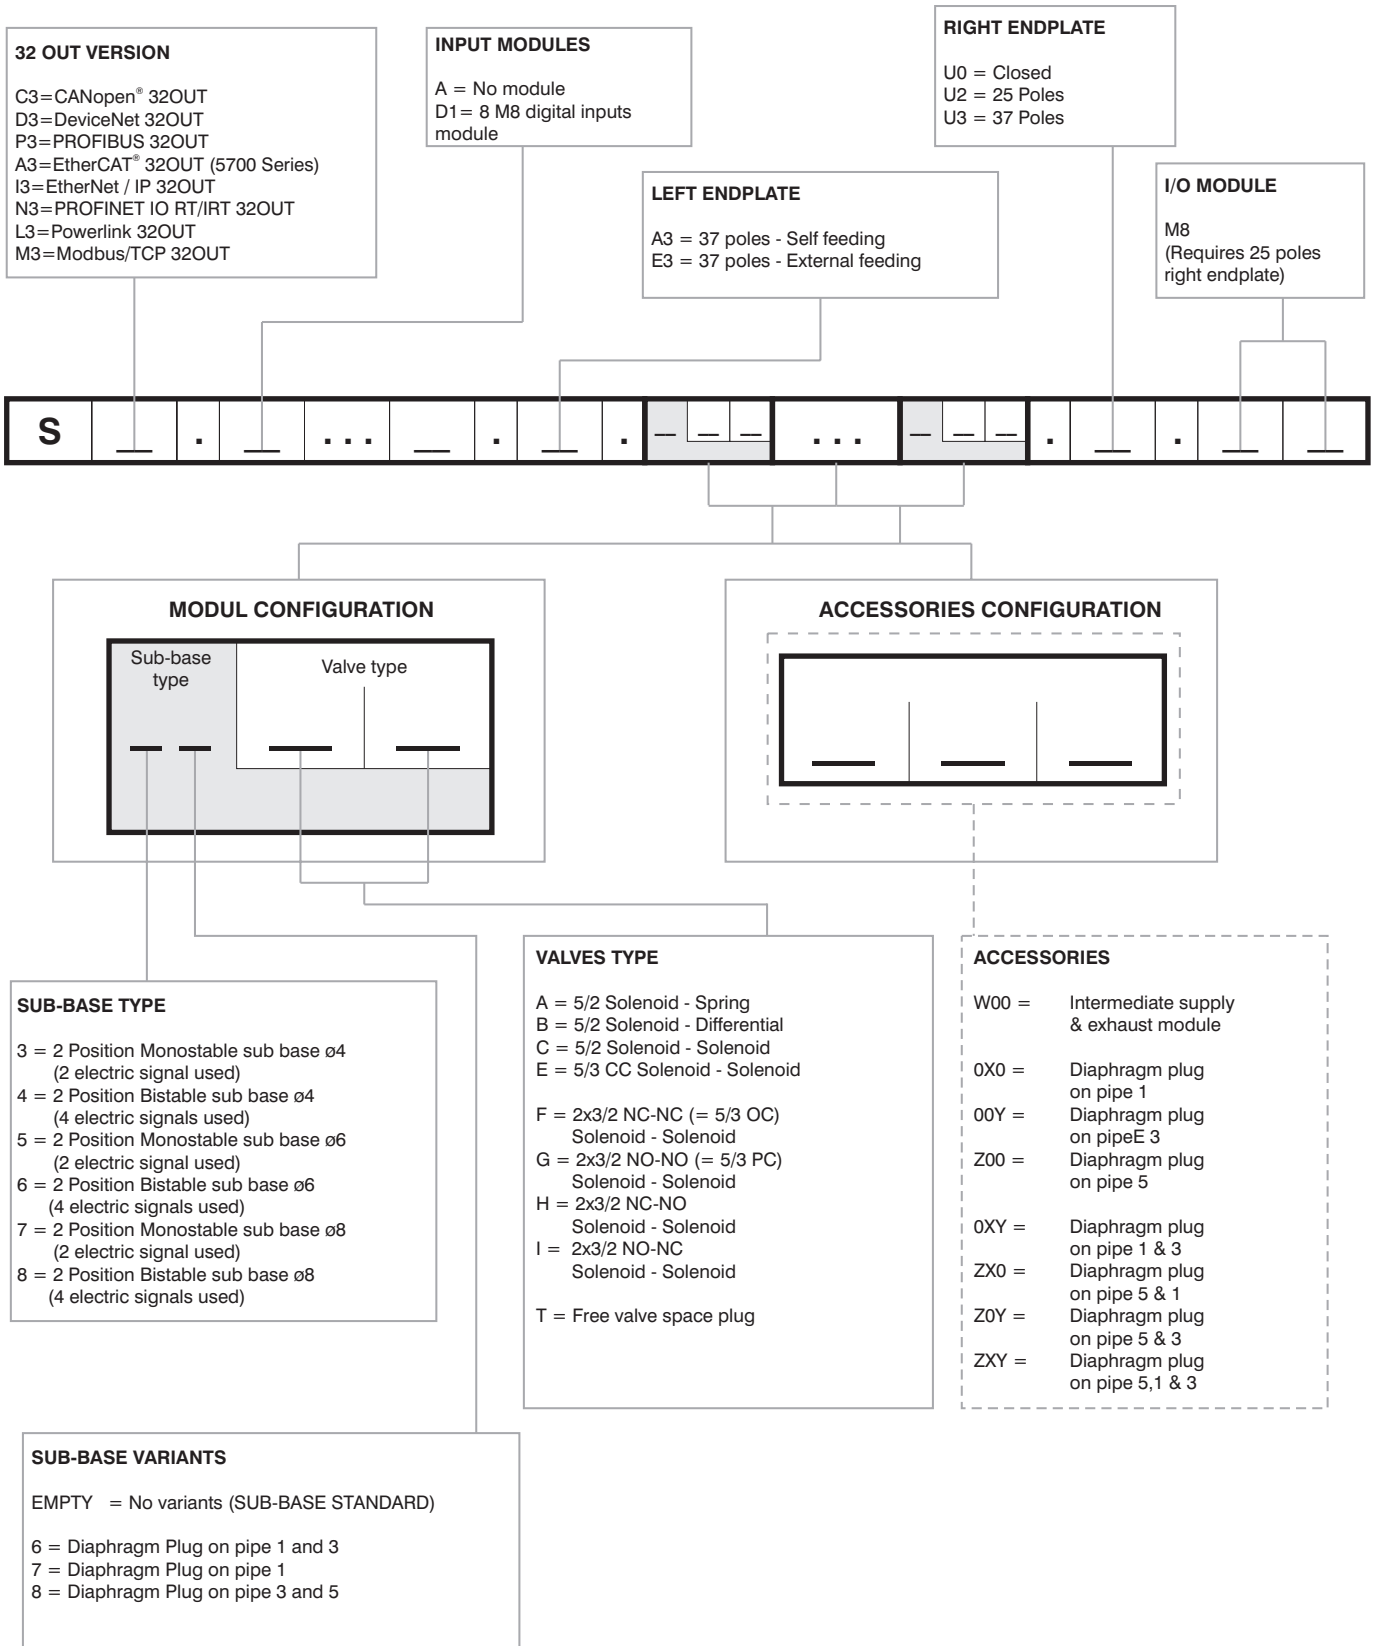 32 OUT VERSION
C3=CANopen® 32OUT
D3=DeviceNet 32OUT
P3=PROFIBUS 32OUT
A3=EtherCAT® 32OUT (5700 Series)
I3=EtherNet / IP 32OUT
N3=PROFINET IO RT/IRT 32OUT
L3=Powerlink 32OUT
M3=Modbus/TCP 32OUT
INPUT MODULES
A = No module
D1= 8 M8 digital inputs
module
LEFT ENDPLATE
A3 = 37 poles - Self feeding
E3 = 37 poles - External feeding
RIGHT ENDPLATE
U0 = Closed
U2 = 25 Poles
U3 = 37 Poles
I/O MODULE
M8
(Requires 25 poles
right endplate)
S __ . __ ... __ . __ . __ __ __ ... __ __ __ . __ . __ __
MODUL CONFIGURATION
Sub-base
type
Valve type
ACCESSORIES CONFIGURATION
SUB-BASE TYPE
3 = 2 Position Monostable sub base ø4
(2 electric signal used)
4 = 2 Position Bistable sub base ø4
(4 electric signals used)
5 = 2 Position Monostable sub base ø6
(2 electric signal used)
6 = 2 Position Bistable sub base ø6
(4 electric signals used)
7 = 2 Position Monostable sub base ø8
(2 electric signal used)
8 = 2 Position Bistable sub base ø8
(4 electric signals used)
VALVES TYPE
A = 5/2 Solenoid - Spring
B = 5/2 Solenoid - Differential
C = 5/2 Solenoid - Solenoid
E = 5/3 CC Solenoid - Solenoid
F = 2x3/2 NC-NC (= 5/3 OC)
Solenoid - Solenoid
G = 2x3/2 NO-NO (= 5/3 PC)
Solenoid - Solenoid
H = 2x3/2 NC-NO
Solenoid - Solenoid
I = 2x3/2 NO-NC
Solenoid - Solenoid
T = Free valve space plug
ACCESSORIES
W00 = Intermediate supply
& exhaust module
0X0 = Diaphragm plug
on pipe 1
00Y = Diaphragm plug
on pipeE 3
Z00 = Diaphragm plug
on pipe 5
0XY = Diaphragm plug
on pipe 1 & 3
ZX0 = Diaphragm plug
on pipe 5 & 1
Z0Y = Diaphragm plug
on pipe 5 & 3
ZXY = Diaphragm plug
on pipe 5,1 & 3
SUB-BASE VARIANTS
EMPTY = No variants (SUB-BASE STANDARD)
6 = Diaphragm Plug on pipe 1 and 3
7 = Diaphragm Plug on pipe 1
8 = Diaphragm Plug on pipe 3 and 5